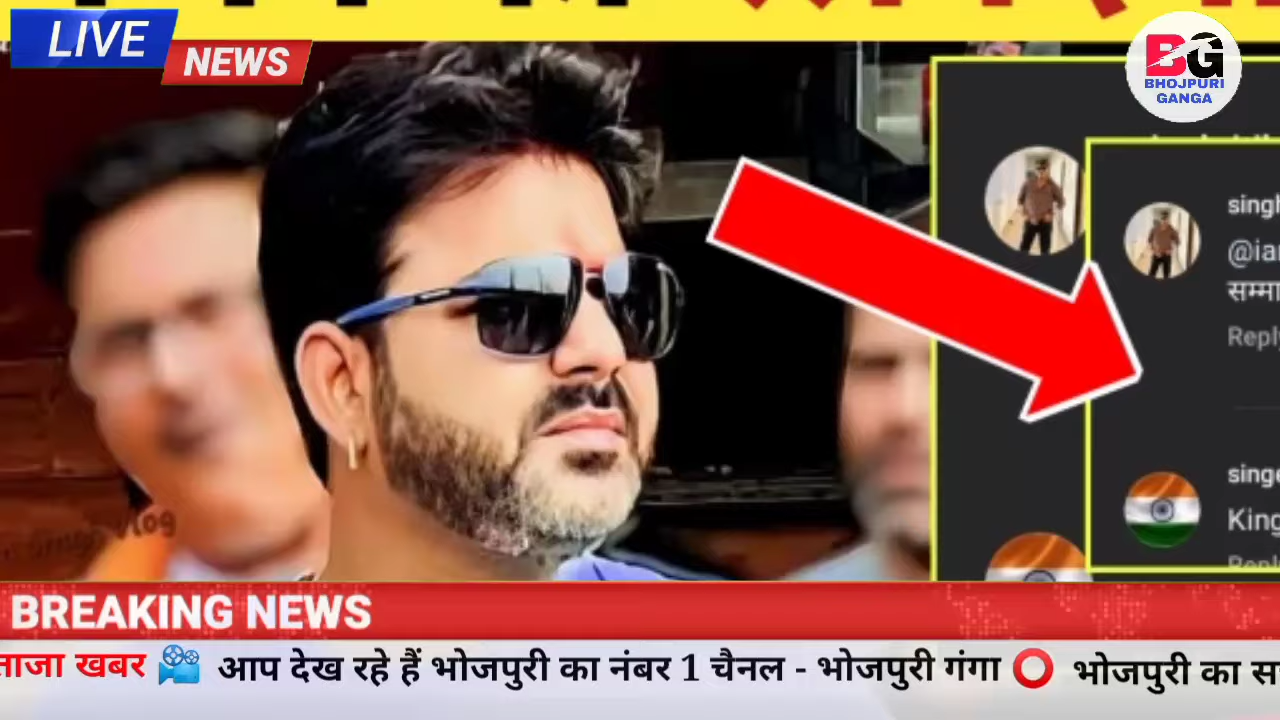 LIVE
NEWS
BG
BHOJPURI
GANGA
singh
@ia
सम्मा
Reply
singe
King
BREAKING NEWS
ताजा खबर 🎥 आप देख रहे हैं भोजपुरी का नंबर 1 चैनल - भोजपुरी गंगा ⭕ भोजपुरी का स